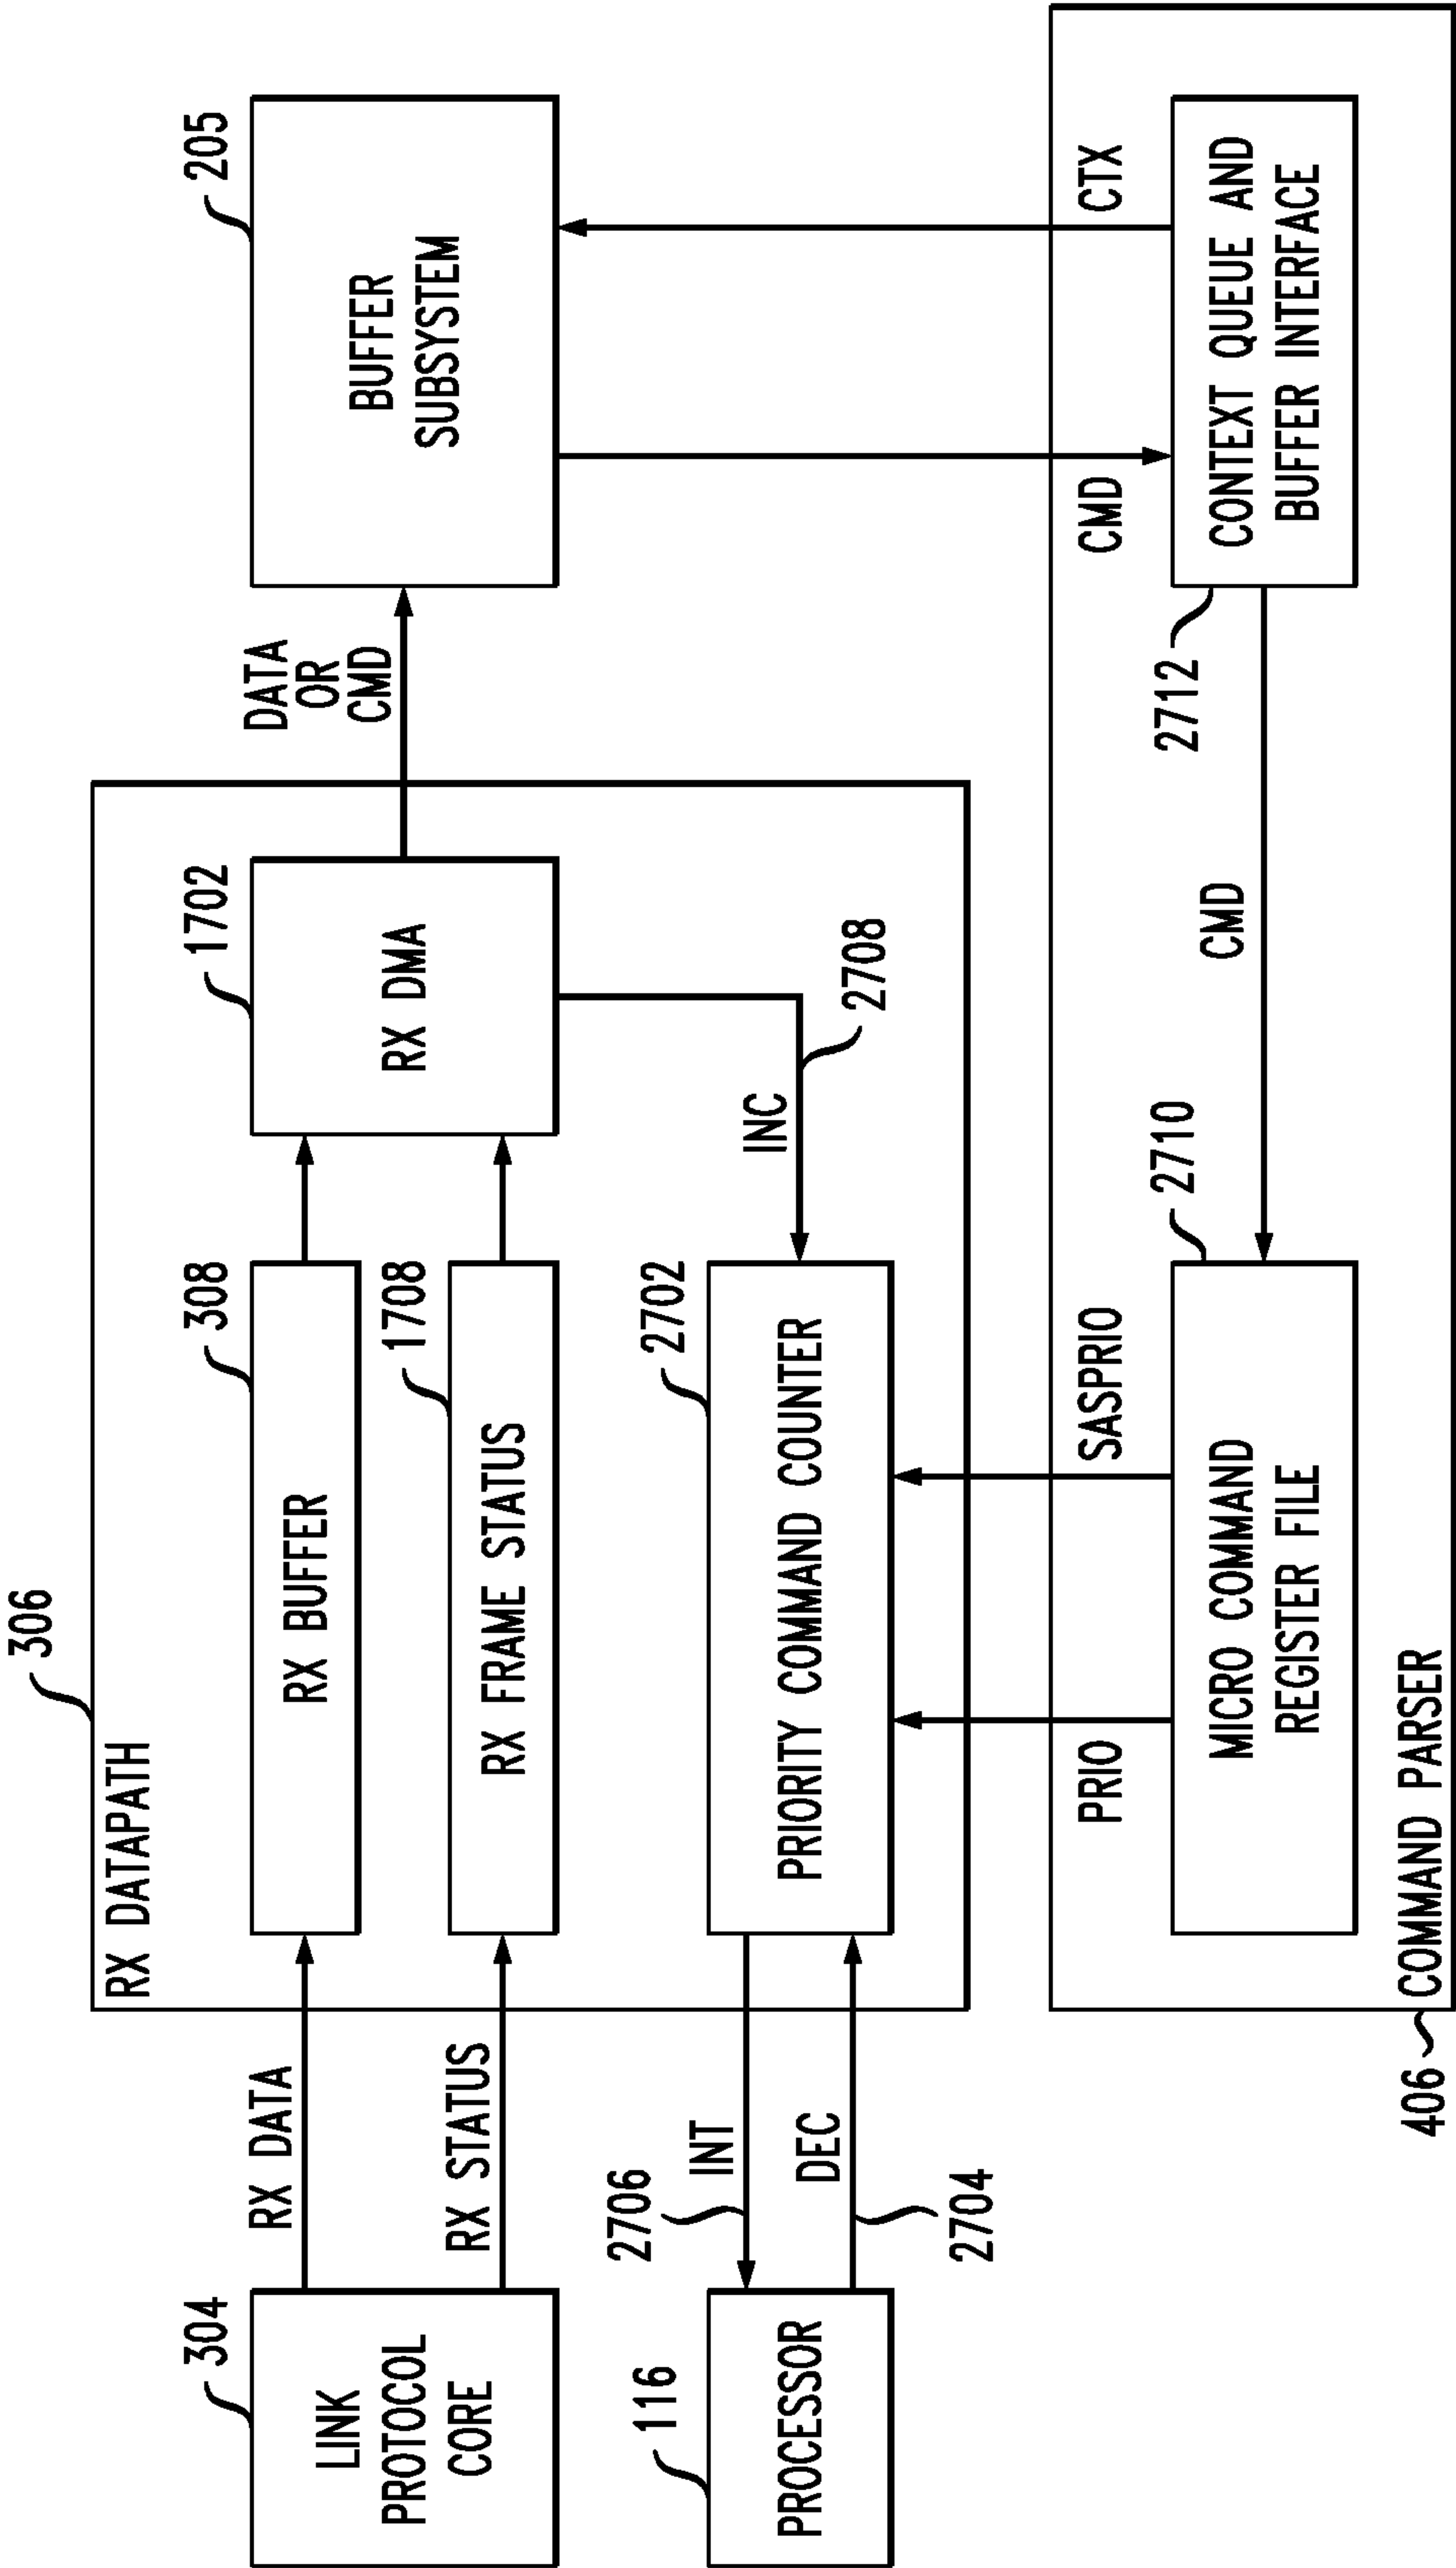 306
RX DATAPATH
304
LINK
PROTOCOL
CORE
RX DATA
RX STATUS
308
RX BUFFER
1708
RX FRAME STATUS
1702
RX DMA
DATA
OR
CMD
205
BUFFER
SUBSYSTEM
116
PROCESSOR
2706
INT
DEC
2704
2702
PRIORITY COMMAND COUNTER
INC
2708
PRIO
SASPRIO
CMD
CTX
2710
MICRO COMMAND
REGISTER FILE
CMD
2712
CONTEXT QUEUE AND
BUFFER INTERFACE
406
COMMAND PARSER